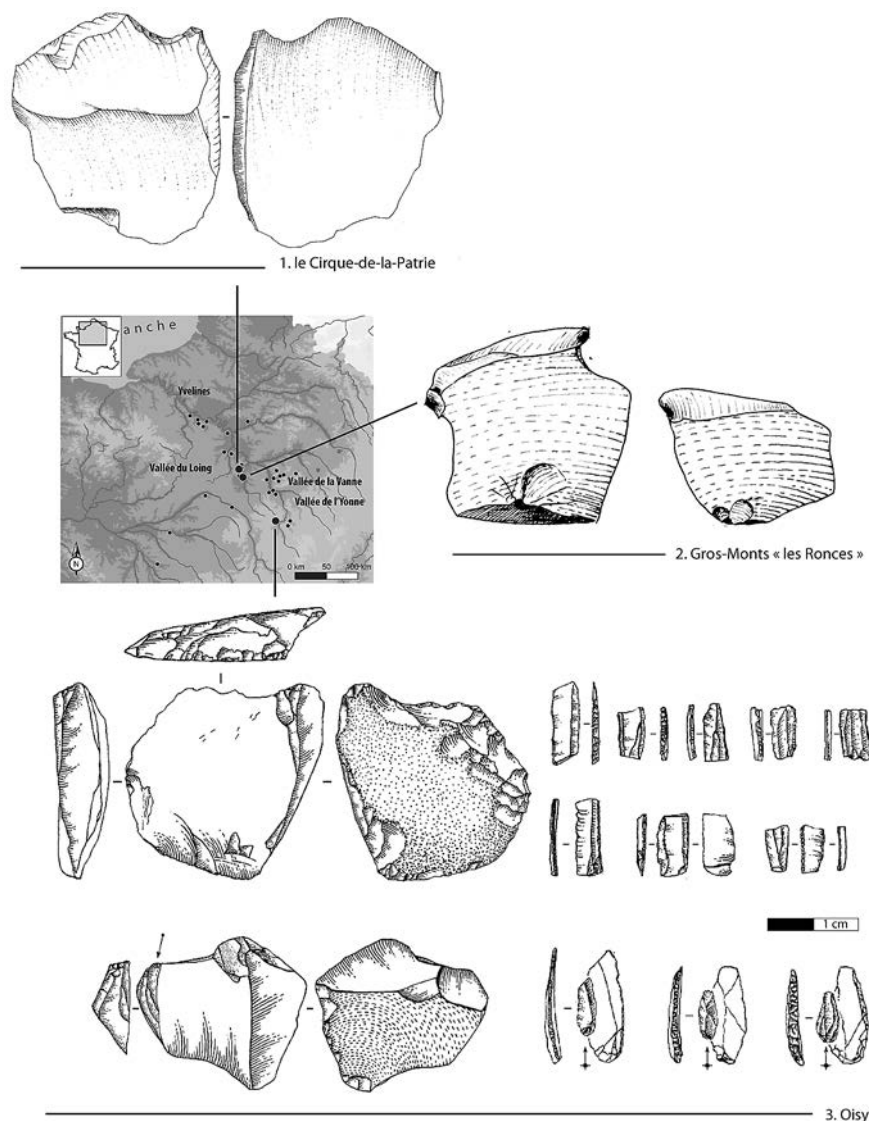 1. le Cirque-de-la-Patrie
anche
Yvelines
Vallée du Loing
Vallée de la Vanne
Vallée de l'Yonne
N
0 km 50 100 km
2. Gros-Monts « les Ronces »
1 cm
3. Oisy